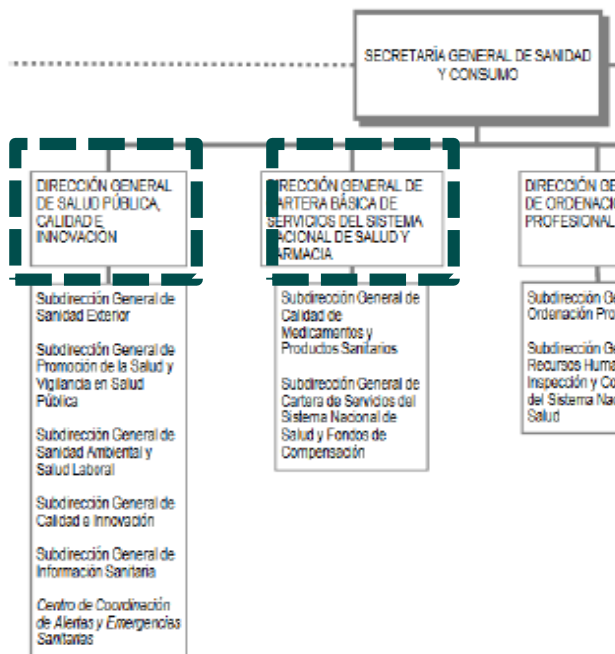 SECRETARÍA GENERAL DE SANIDAD
Y CONSUMO
DIRECCIÓN GENERAL
DE SALUD PÚBLICA,
CALIDAD E
INNOVACIÓN
Subdirección General de
Sanidad Exterior
Subdirección General de
Promoción de la Salud y
Vigilancia en Salud
Pública
Subdirección General de
Sanidad Ambiental y
Salud Laboral
Subdirección General de
Calidad e Innovación
Subdirección General de
Información Sanitaria
Centro de Coordinación
de Alertas y Emergencias
Sanitarias
DIRECCIÓN GENERAL DE
CARTERA BÁSICA DE
SERVICIOS DEL SISTEMA
NACIONAL DE SALUD Y
FARMACIA
Subdirección General de
Calidad de
Medicamentos y
Productos Sanitarios
Subdirección General de
Cartera de Servicios del
Sistema Nacional de
Salud y Fondos de
Compensación
DIRECCIÓN GE
DE ORDENACI
PROFESIONAL
Subdirección Ge
Ordenación Pro
Subdirección Ge
Recursos Huma
Inspección y Co
del Sistema Nac
Salud